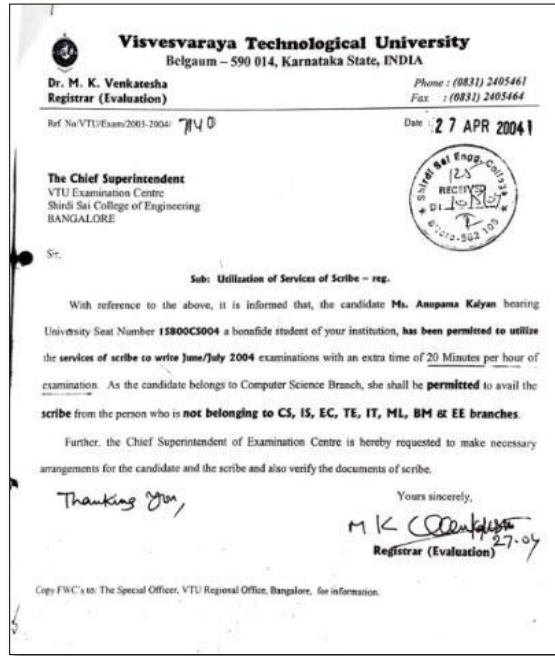 Visvesvaraya Technological University
Belgaum – 590 014, Karnataka State, INDIA
Dr. M. K. Venkatesha
Registrar (Evaluation)
Phone : (0831) 2405461
Fax : (0831) 2405464
Ref. No/VTU/Exam/2003-2004/ 7140
Date : 27 APR 2004
The Chief Superintendent
VTU Examination Centre
Shirdi Sai College of Engineering
BANGALORE
Shirdi Sai Engg. College
125
RECEIVED
Sir,
Sub: Utilization of Services of Scribe – reg.
With reference to the above, it is informed that, the candidate Ms. Anupama Kalyan bearing
University Seat Number 1SB00CS004 a bonafide student of your institution, has been permitted to utilize
the services of scribe to write June/July 2004 examinations with an extra time of 20 Minutes per hour of
examination. As the candidate belongs to Computer Science Branch, she shall be permitted to avail the
scribe from the person who is not belonging to CS, IS, EC, TE, IT, ML, BM & EE branches.
Further, the Chief Superintendent of Examination Centre is hereby requested to make necessary
arrangements for the candidate and the scribe and also verify the documents of scribe.
Thanking You,
Yours sincerely,
M K
27-04
Registrar (Evaluation)
Copy FWC's to: The Special Officer, VTU Regional Office, Bangalore, for information.